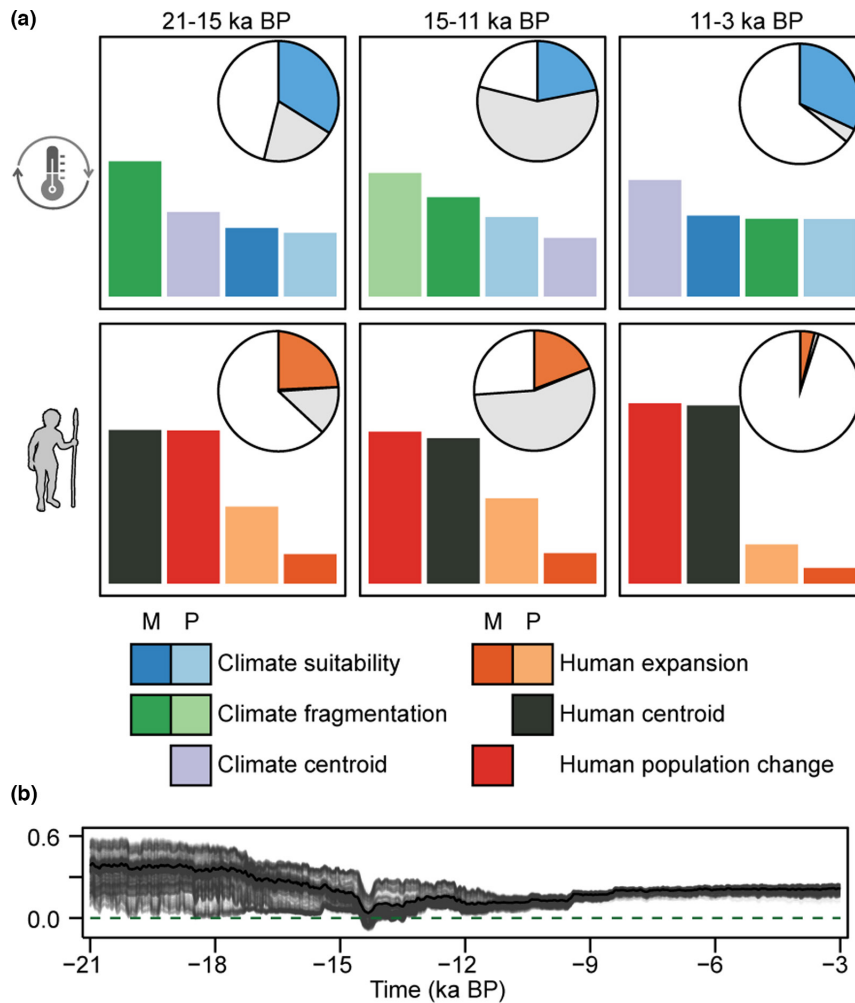 (a)
21-15 ka BP 15-11 ka BP 11-3 ka BP
M P M P
Climate suitability Human expansion
Climate fragmentation Human centroid
Climate centroid Human population change
(b)
0.6
0.0
−21 −18 −15 −12 −9 −6 −3
Time (ka BP)